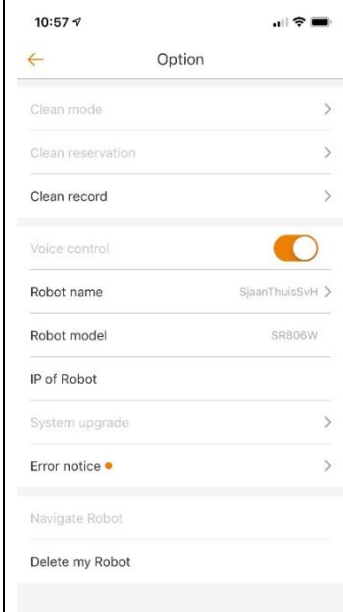 10:57
Option
Clean mode
Clean reservation
Clean record
Voice control
Robot name SjaanThuisSvH
Robot model SR806W
IP of Robot
System upgrade
Error notice
Navigate Robot
Delete my Robot